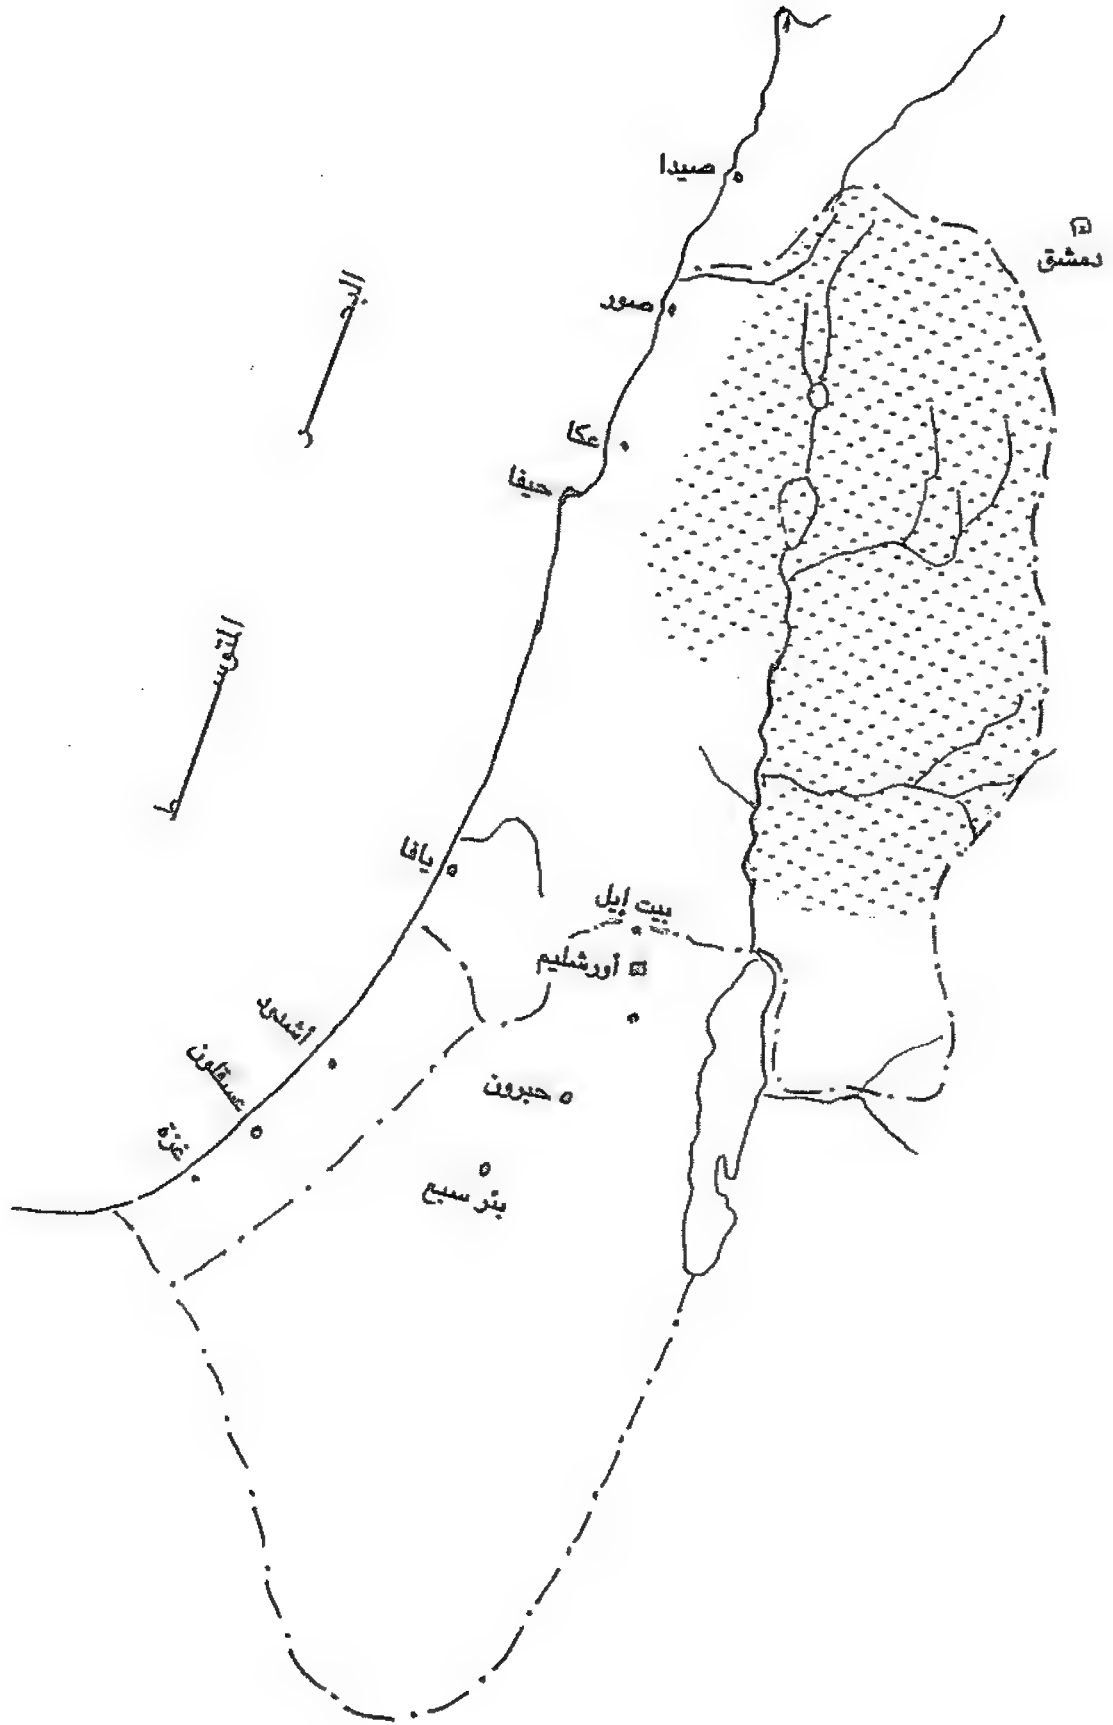 صيدا
دمشق
البحر
صور
عكا
حيفا
المتوسط
يافا
بيت إيل
أورشليم
أشدود
عسقلون
حبرون
غزة
بئر سبع